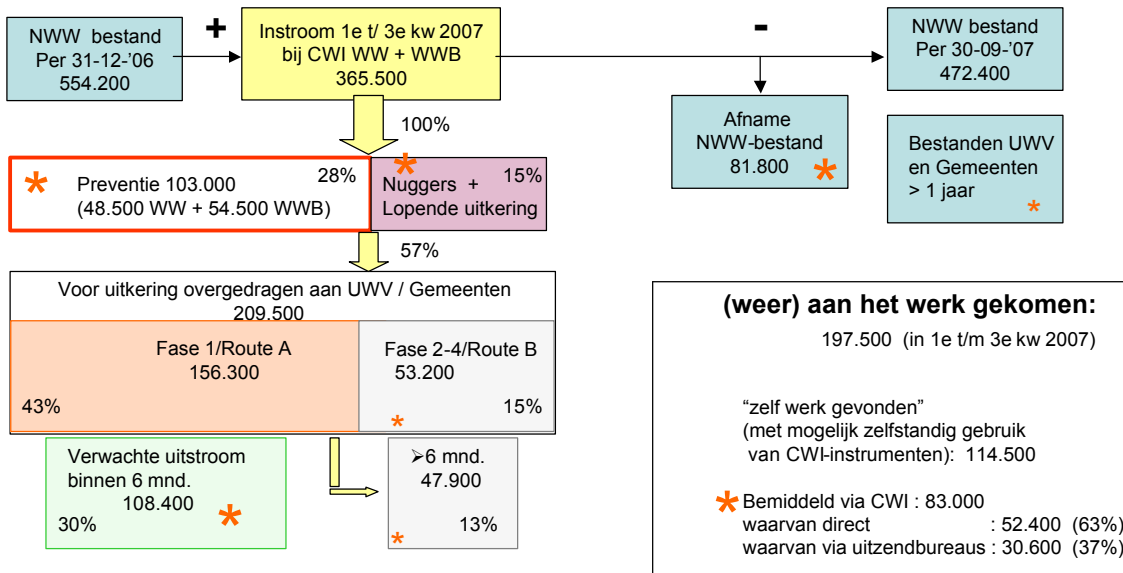 NWW bestand
Per 31-12-'06
554.200
+
Instroom 1e t/ 3e kw 2007
bij CWI WW + WWB
365.500
-
NWW bestand
Per 30-09-'07
472.400
100%
Afname
NWW-bestand
81.800
Bestanden UWV
en Gemeenten
> 1 jaar
28%
Preventie 103.000
(48.500 WW + 54.500 WWB)
15%
Nuggers +
Lopende uitkering
57%
Voor uitkering overgedragen aan UWV / Gemeenten
209.500
Fase 1/Route A
156.300
43%
Fase 2-4/Route B
53.200
15%
Verwachte uitstroom
binnen 6 mnd.
108.400
30%
➢6 mnd.
47.900
13%
(weer) aan het werk gekomen:
197.500 (in 1e t/m 3e kw 2007)
“zelf werk gevonden”
(met mogelijk zelfstandig gebruik
van CWI-instrumenten): 114.500
Bemiddeld via CWI : 83.000
waarvan direct : 52.400 (63%)
waarvan via uitzendbureaus : 30.600 (37%)